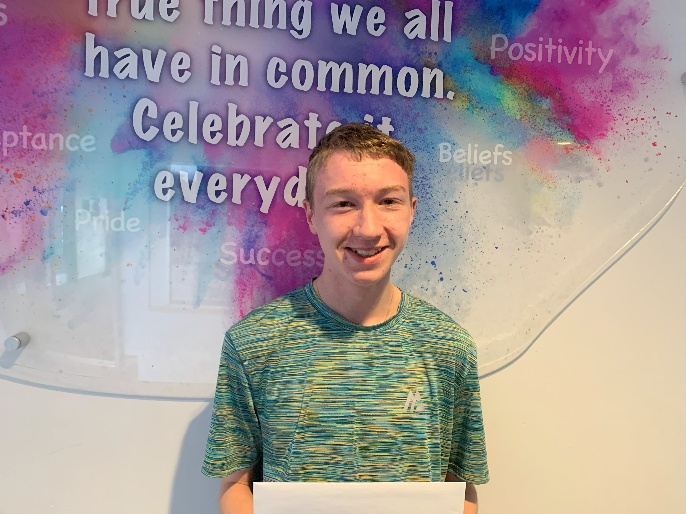 True thing we all
have in common.
Celebrate it
everyd
Positivity
ptance
Beliefs
Pride
Success